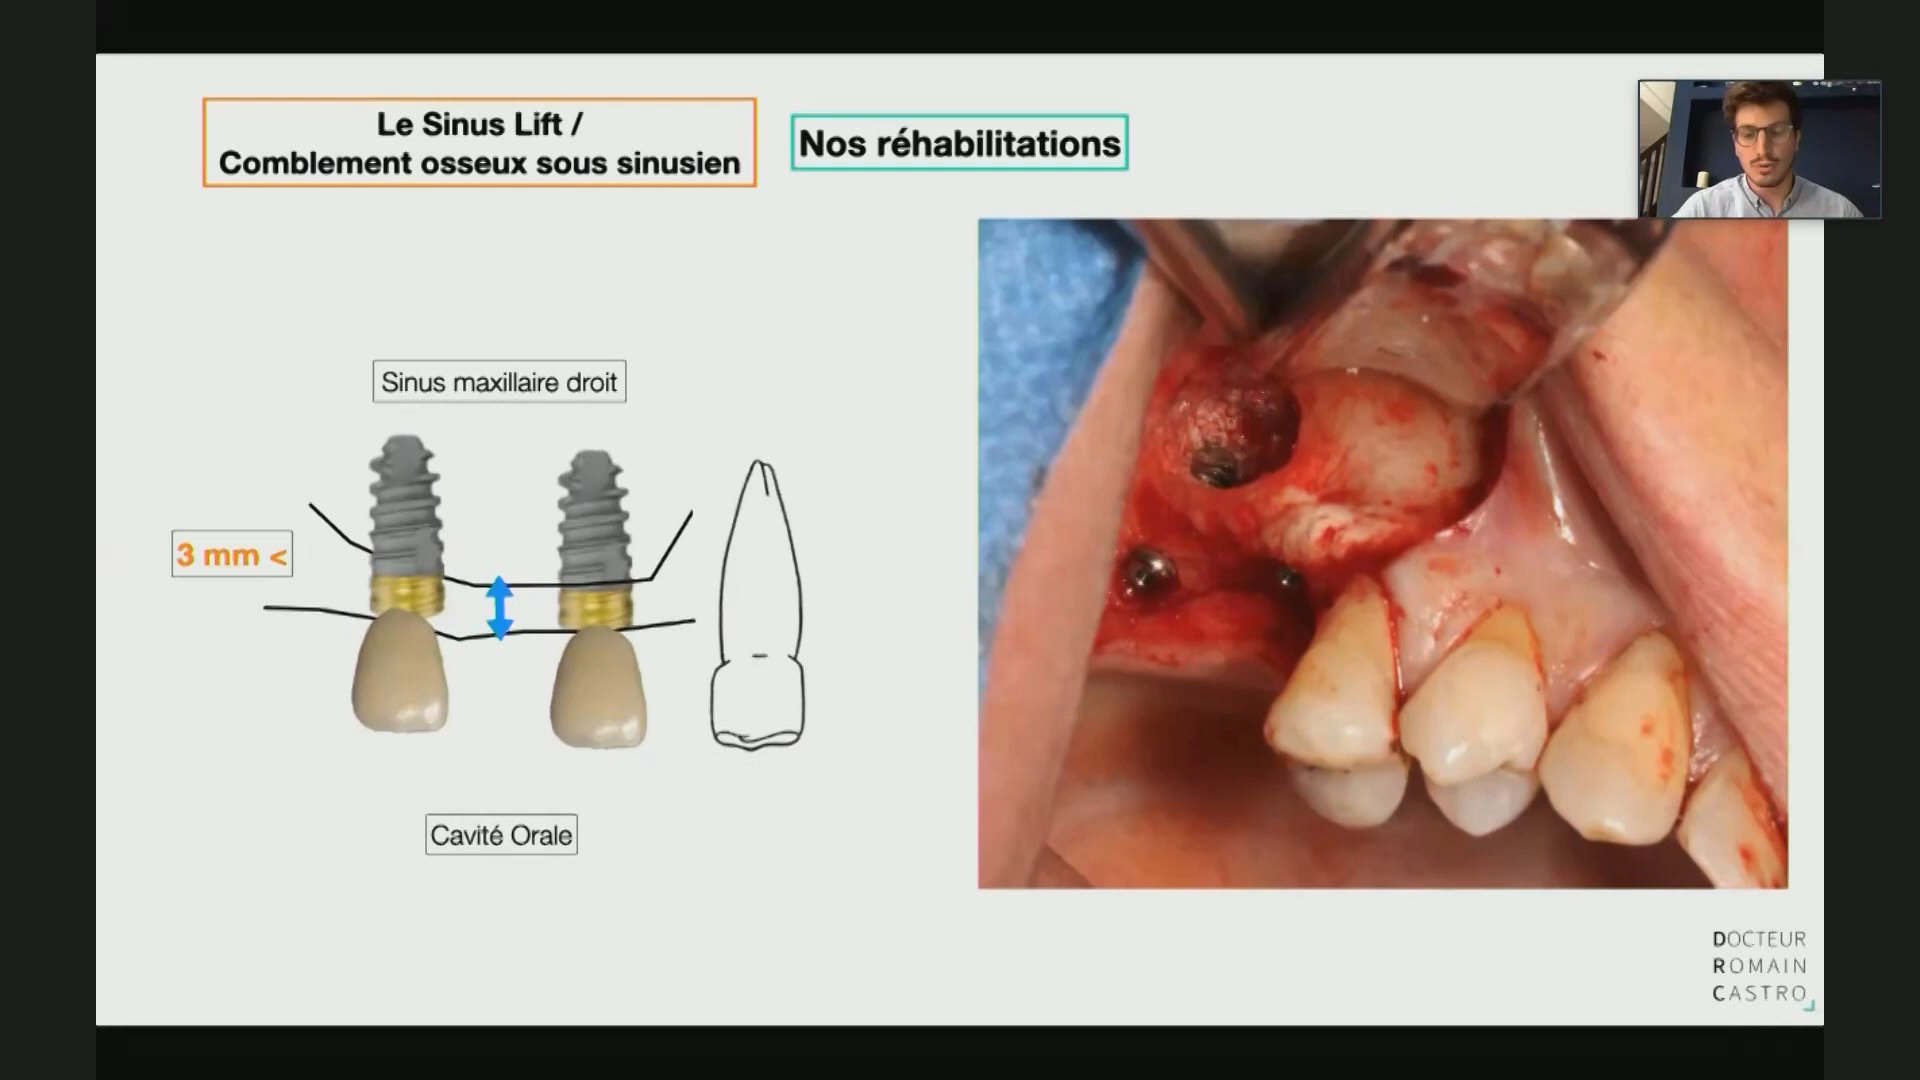 Le Sinus Lift /
Comblement osseux sous sinusien
Nos réhabilitations
Sinus maxillaire droit
3 mm <
Cavité Orale
DOCTEUR
ROMAIN
CASTRO